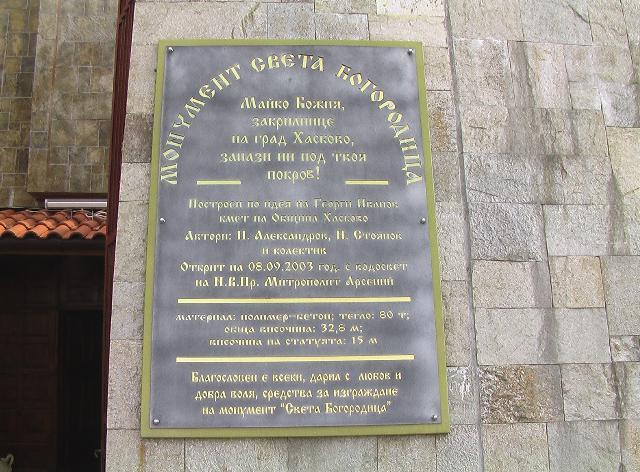 МОНУМЕНТ СВЕТА БОГОРОДИЦА
Майко Божия,
закрилнице
на град Хасково,
запази ни под твоя
покров!
Построен по идея на Георги Иванов
кмет на Община Хасково
Автори: П. Александров, Н. Стоянов
и колектив
Открит на 08.09.2003 год. с водосвет
на Н.В.Пр. Митрополит Арсений
материал: полимер-бетон; тегло: 80 т;
обща височина: 32,8 м;
височина на статуята: 15 м
Благословен е всеки, дарил с любов и
добра воля, средства за изграждане
на монумент "Света Богородица"